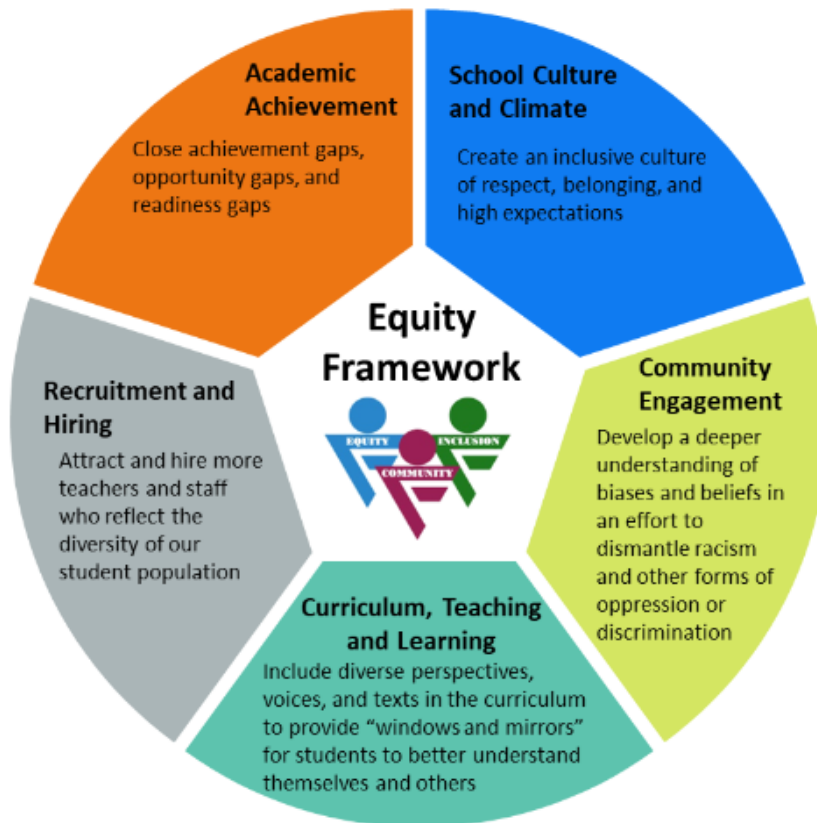 Academic
Achievement
Close achievement gaps,
opportunity gaps, and
readiness gaps
School Culture
and Climate
Create an inclusive culture
of respect, belonging, and
high expectations
Equity
Framework
EQUITY
INCLUSION
COMMUNITY
Community
Engagement
Develop a deeper
understanding of
biases and beliefs in
an effort to
dismantle racism
and other forms of
oppression or
discrimination
Recruitment and
Hiring
Attract and hire more
teachers and staff
who reflect the
diversity of our
student population
Curriculum, Teaching
and Learning
Include diverse perspectives,
voices, and texts in the curriculum
to provide “windows and mirrors”
for students to better understand
themselves and others